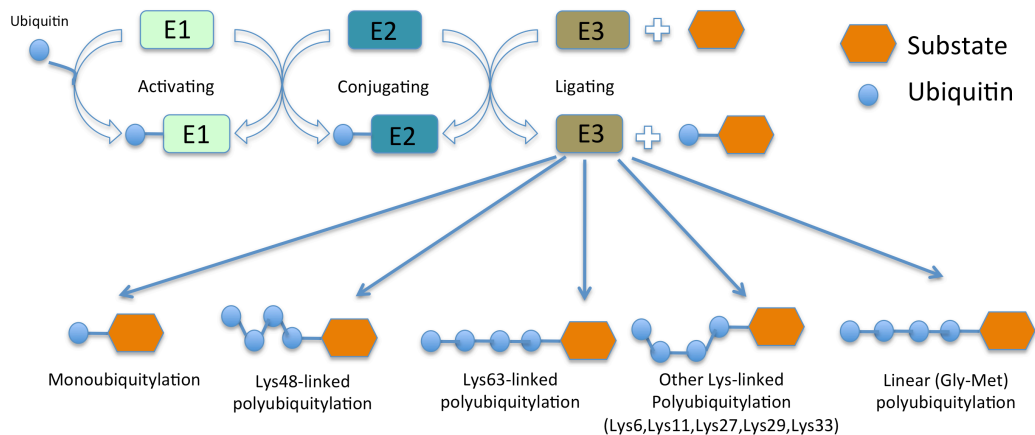 Ubiquitin
E1
E2
E3
Substate
Ubiquitin
Activating
Conjugating
Ligating
E1
E2
E3
Monoubiquitylation
Lys48-linked
polyubiquitylation
Lys63-linked
polyubiquitylation
Other Lys-linked
Polyubiquitylation
(Lys6,Lys11,Lys27,Lys29,Lys33)
Linear (Gly-Met)
polyubiquitylation